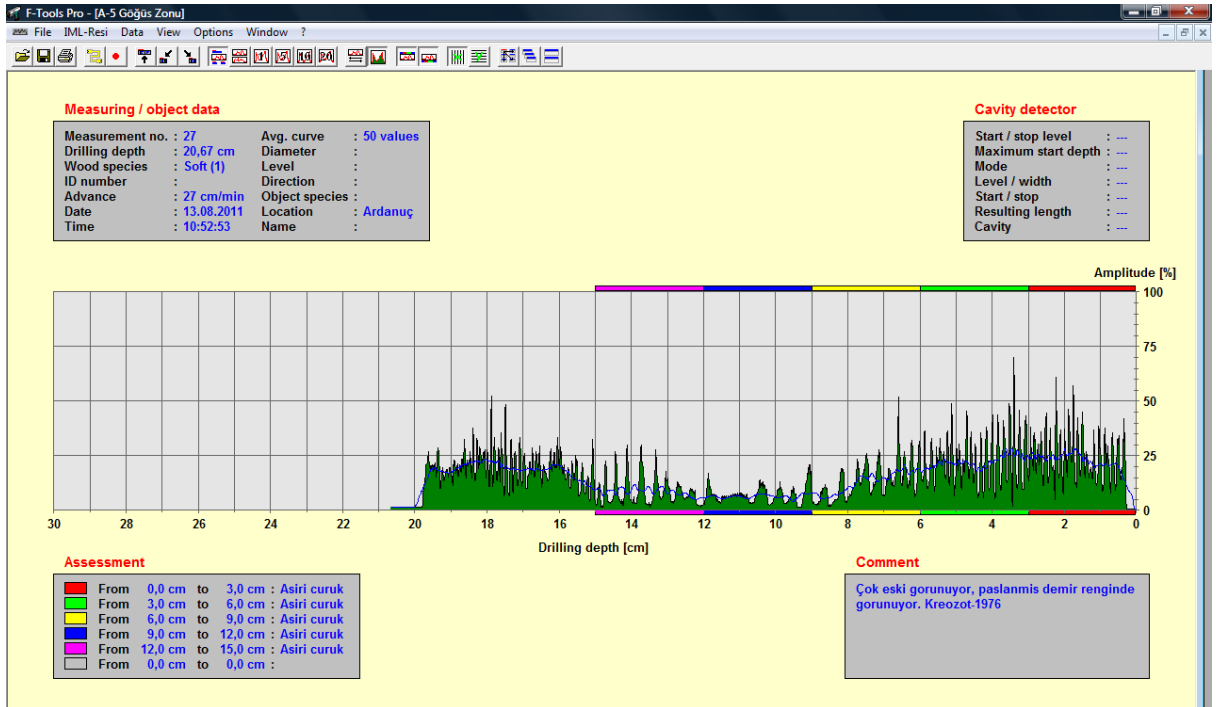 F-Tools Pro - [A-5 Göğüs Zonu]
File IML-Resi Data View Options Window ?
Measuring / object data
Measurement no. : 27 Avg. curve : 50 values
Drilling depth : 20,67 cm Diameter :
Wood species : Soft (1) Level :
ID number : Direction :
Advance : 27 cm/min Object species :
Date : 13.08.2011 Location : Ardanuç
Time : 10:52:53 Name :
Cavity detector
Start / stop level : ---
Maximum start depth : ---
Mode : ---
Level / width : ---
Start / stop : ---
Resulting length : ---
Cavity : ---
Amplitude [%]
100
75
50
25
0
30 28 26 24 22 20 18 16 14 12 10 8 6 4 2 0
Drilling depth [cm]
Assessment
From 0,0 cm to 3,0 cm : Asiri curuk
From 3,0 cm to 6,0 cm : Asiri curuk
From 6,0 cm to 9,0 cm : Asiri curuk
From 9,0 cm to 12,0 cm : Asiri curuk
From 12,0 cm to 15,0 cm : Asiri curuk
From 0,0 cm to 0,0 cm :
Comment
Çok eski gorunuyor, paslanmis demir renginde
gorunuyor. Kreozot-1976